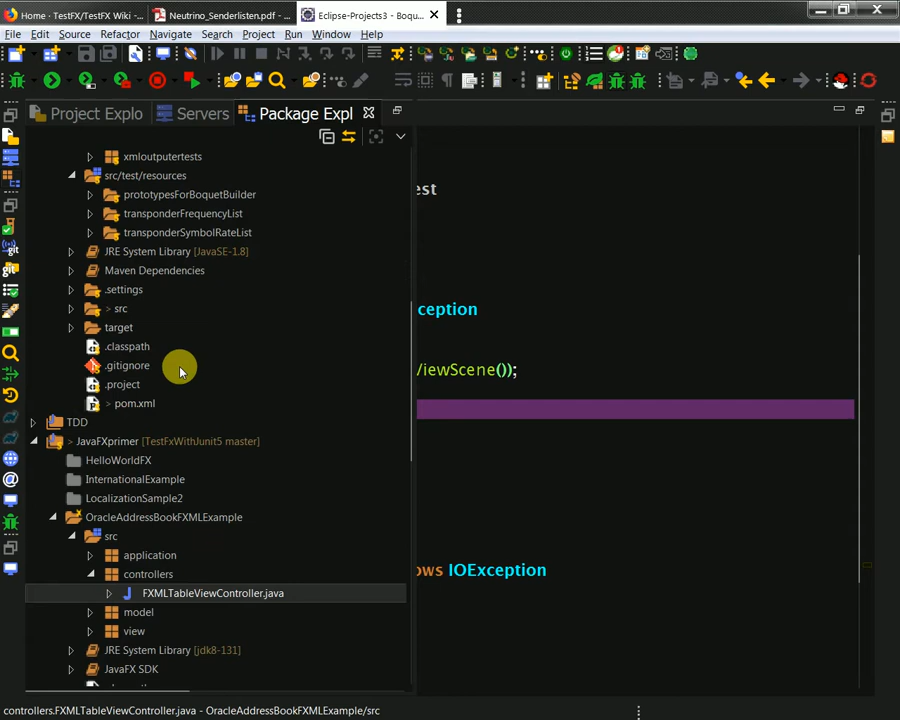 Home · TestFX/TestFX Wiki - ...
Neutrino_Senderlisten.pdf - ...
Eclipse-Projects3 - Boqu...
File Edit Source Refactor Navigate Search Project Run Window Help
Project Explo
Servers
Package Expl
xmloutputertests
src/test/resources
prototypesForBoquetBuilder
transponderFrequencyList
transponderSymbolRateList
JRE System Library [JavaSE-1.8]
Maven Dependencies
.settings
> src
target
.classpath
.gitignore
.project
> pom.xml
TDD
> JavaFXprimer [TestFxWithJunit5 master]
HelloWorldFX
InternationalExample
LocalizationSample2
OracleAddressBookFXMLExample
src
application
controllers
FXMLTableViewController.java
model
view
JRE System Library [jdk8-131]
JavaFX SDK
est
ception
/iewScene());
ows IOException
git
git
controllers.FXMLTableViewController.java - OracleAddressBookFXMLExample/src